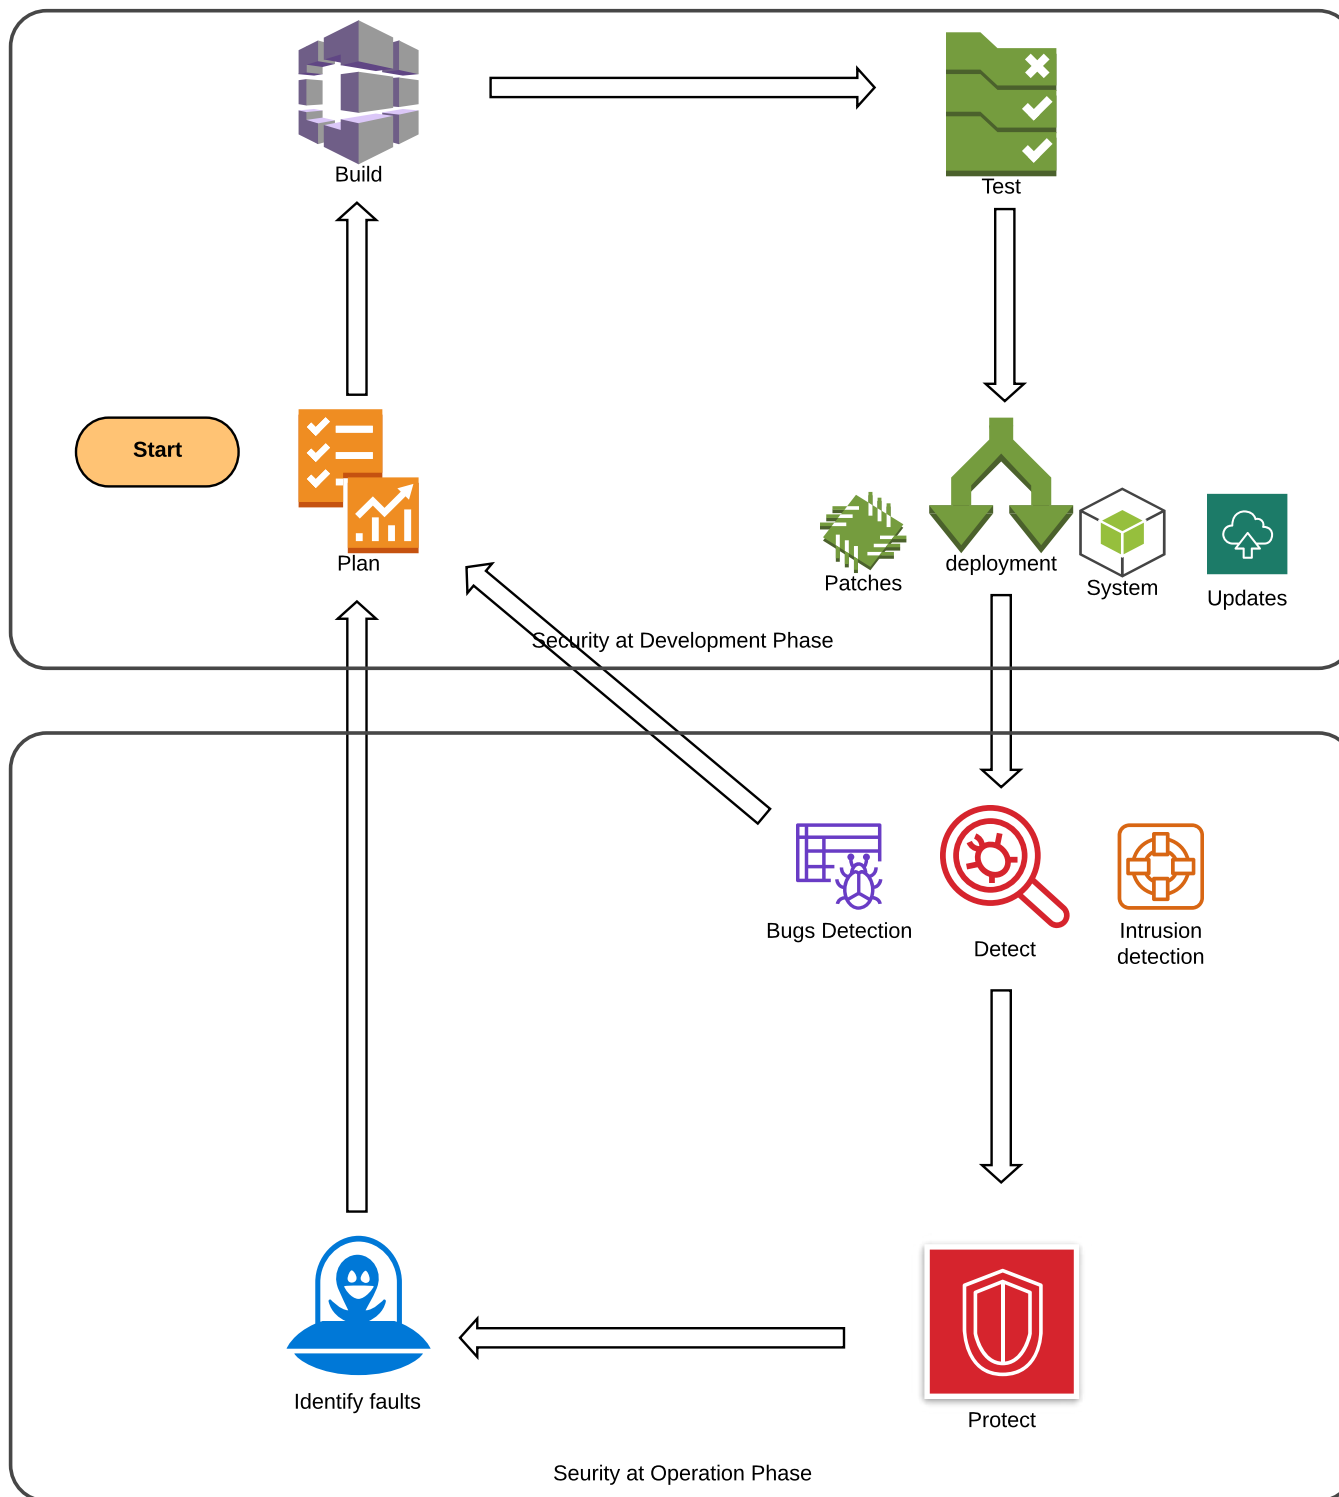 Build
Test
Start
Plan
Patches
deployment
System
Updates
Security at Development Phase
Bugs Detection
Detect
Intrusion
detection
Identify faults
Protect
Seurity at Operation Phase